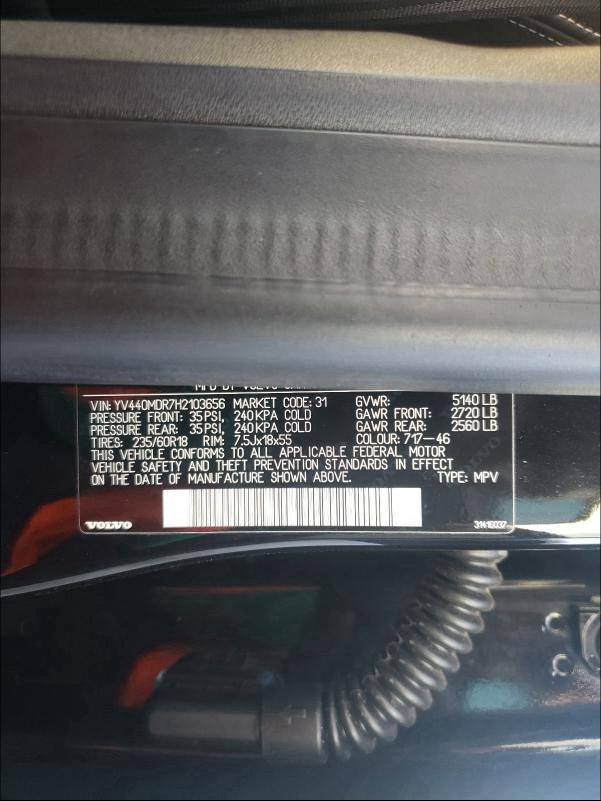 VIN: YV440MDR7H2103656 MARKET CODE: 31 GVWR: 5140 LB
PRESSURE FRONT: 35 PSI, 240 KPA COLD GAWR FRONT: 2720 LB
PRESSURE REAR: 35 PSI, 240 KPA COLD GAWR REAR: 2560 LB
TIRES: 235/60R18 RIM: 7.5Jx18x55 COLOUR: 717-46
THIS VEHICLE CONFORMS TO ALL APPLICABLE FEDERAL MOTOR
VEHICLE SAFETY AND THEFT PREVENTION STANDARDS IN EFFECT
ON THE DATE OF MANUFACTURE SHOWN ABOVE. TYPE: MPV
VOLVO 31416037